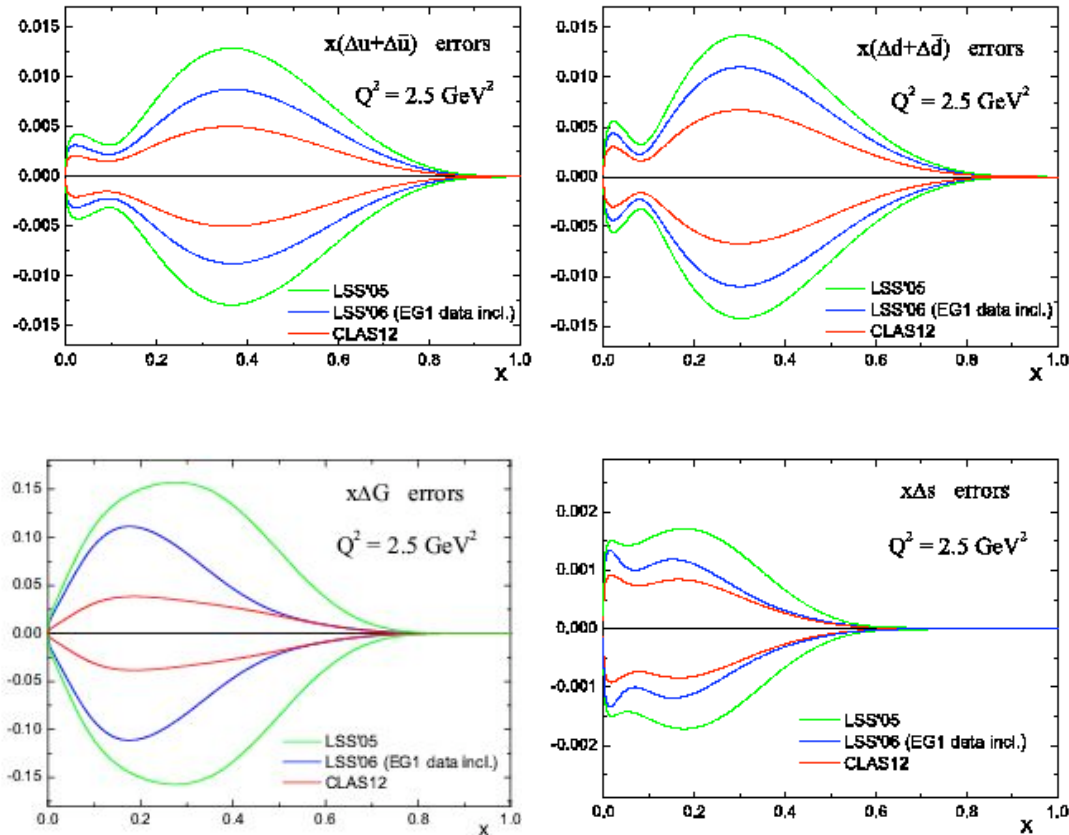 0.015
0.010
0.005
0.000
-0.005
-0.010
-0.015
x(Δu+Δū) errors
Q² = 2.5 GeV²
LSS'05
LSS'06 (EG1 data incl.)
CLAS12
0.0 0.2 0.4 0.6 0.8 1.0
X
0.015
0.010
0.005
0.000
-0.005
-0.010
-0.015
x(Δd+Δd̄) errors
Q² = 2.5 GeV²
LSS'05
LSS'06 (EG1 data incl.)
CLAS12
0.0 0.2 0.4 0.6 0.8 1.0
X
0.15
0.10
0.05
0.00
-0.05
-0.10
-0.15
xΔG errors
Q² = 2.5 GeV²
LSS'05
LSS'06 (EG1 data incl.)
CLAS12
0.0 0.2 0.4 0.6 0.8 1.0
X
0.002
0.001
0.000
-0.001
-0.002
xΔs errors
Q² = 2.5 GeV²
LSS'05
LSS'06 (EG1 data incl.)
CLAS12
0.0 0.2 0.4 0.6 0.8 1.0
X